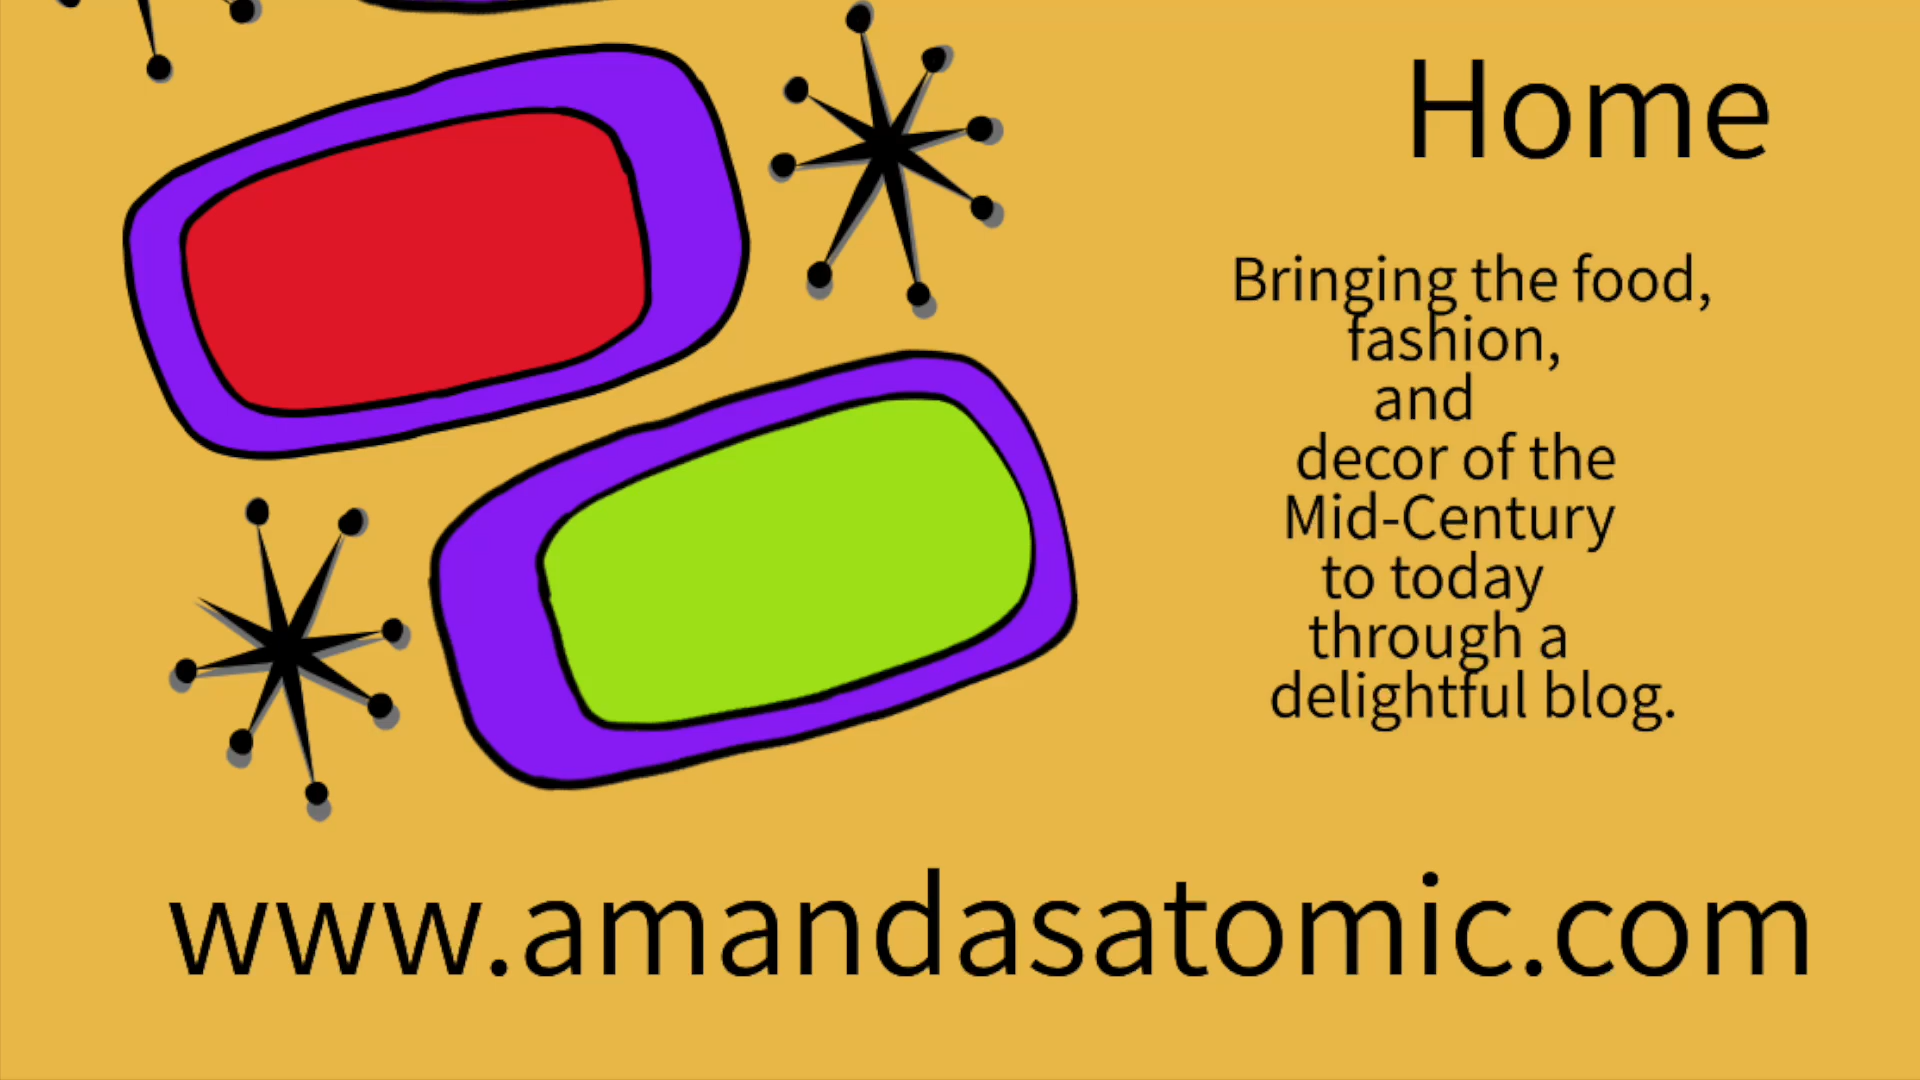 Home
Bringing the food,
fashion,
and
decor of the
Mid-Century
to today
through a
delightful blog.
www.amandasatomic.com